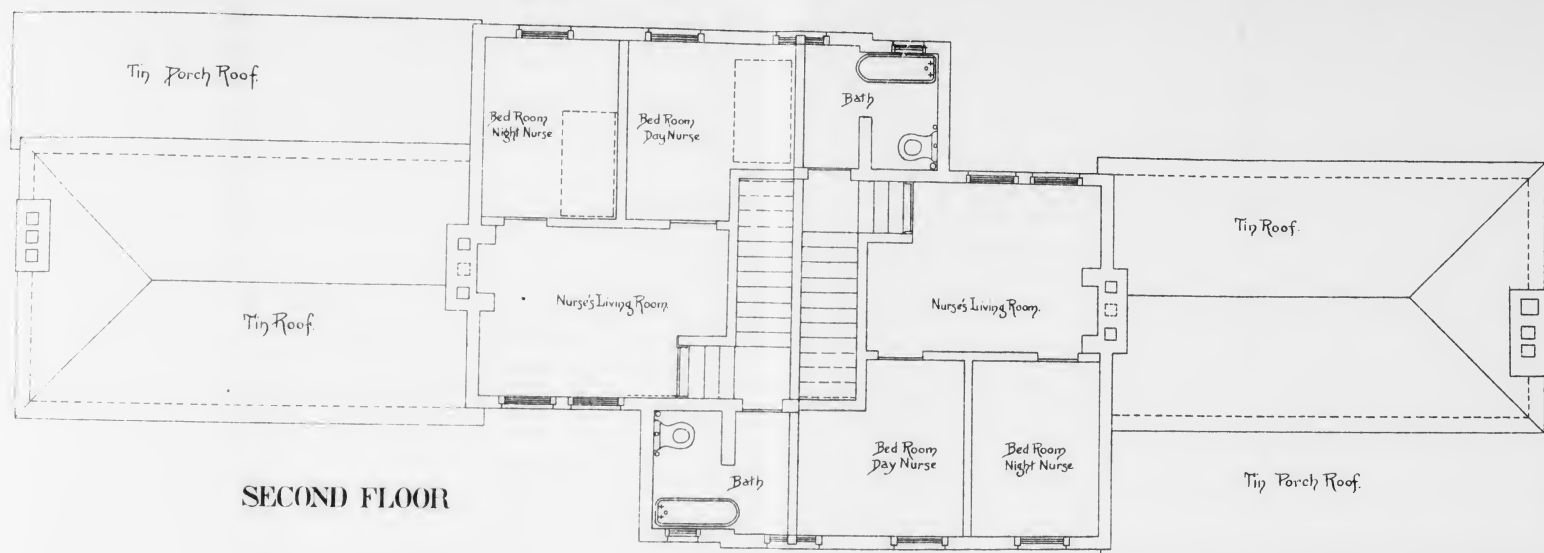 Tin Porch Roof.
Bed Room
Night Nurse
Bed Room
Day Nurse
Bath
Tin Roof.
Nurse's Living Room.
Nurse's Living Room.
Tin Roof.
Bed Room
Day Nurse
Bed Room
Night Nurse
Bath
Tin Porch Roof.
SECOND FLOOR